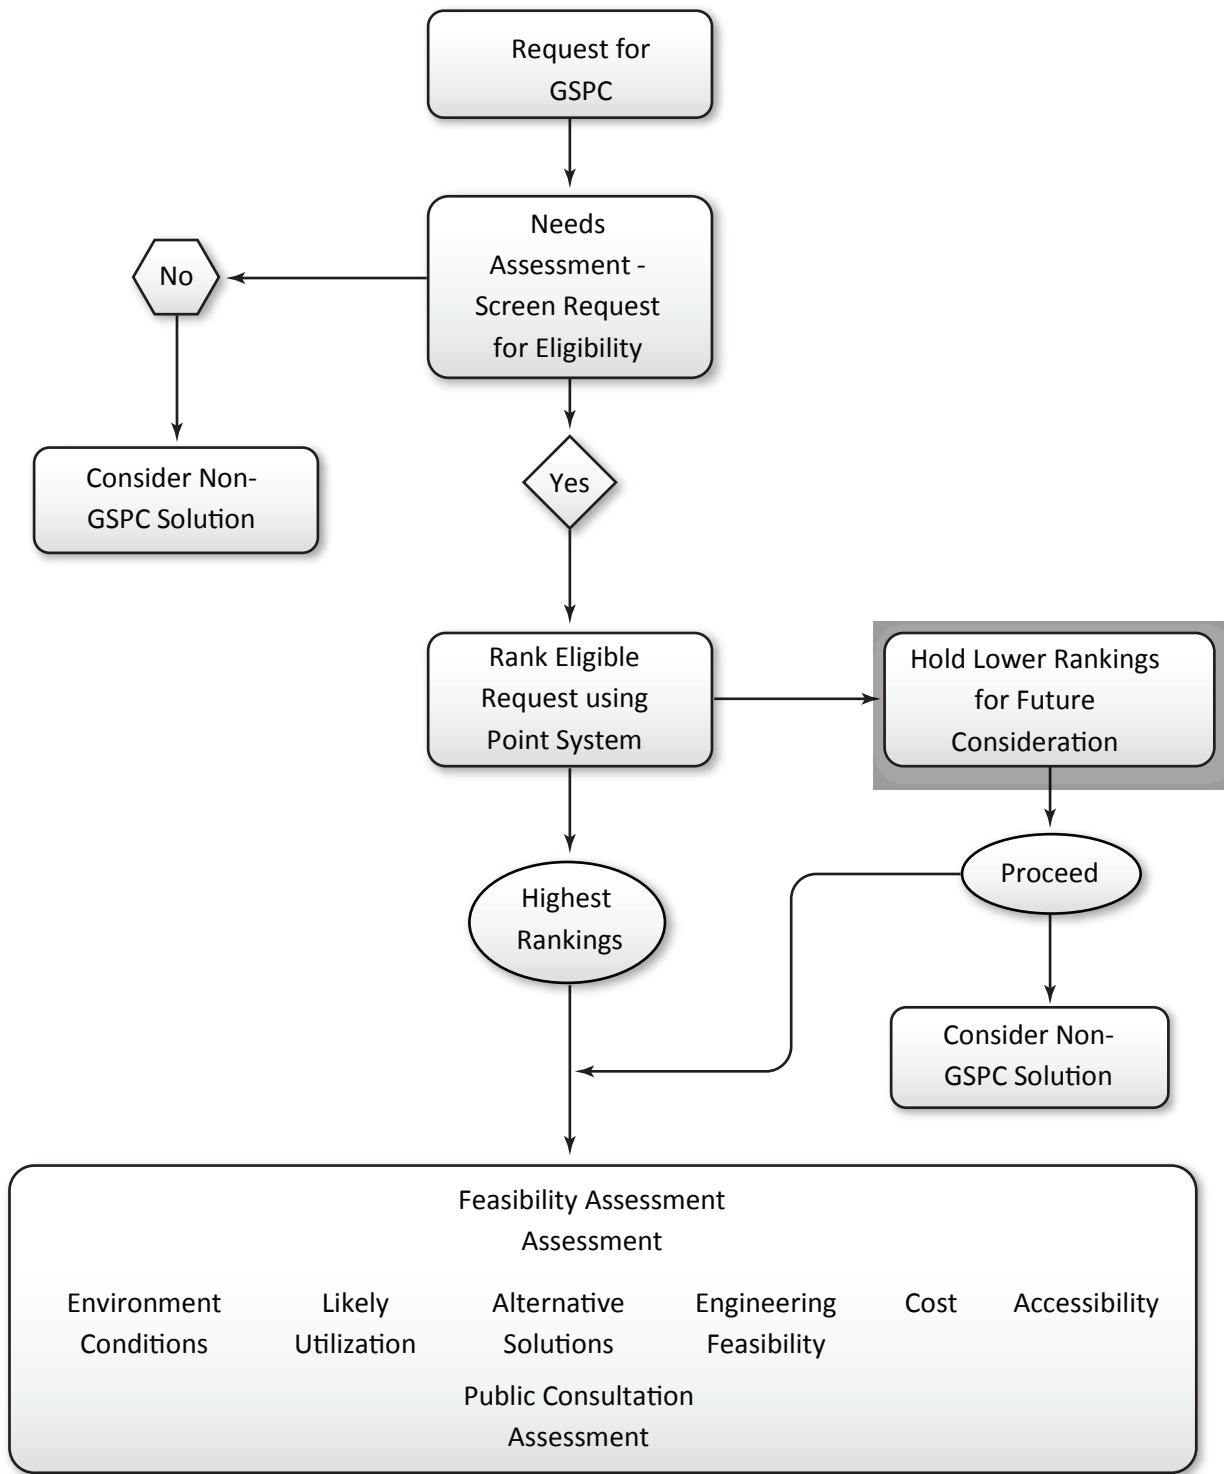 Request for
GSPC
Needs
Assessment -
Screen Request
for Eligibility
No
Consider Non-
GSPC Solution
Yes
Rank Eligible
Request using
Point System
Hold Lower Rankings
for Future
Consideration
Proceed
Highest
Rankings
Consider Non-
GSPC Solution
Feasibility Assessment
Assessment
Environment
Conditions
Likely
Utilization
Alternative
Solutions
Engineering
Feasibility
Cost
Accessibility
Public Consultation
Assessment